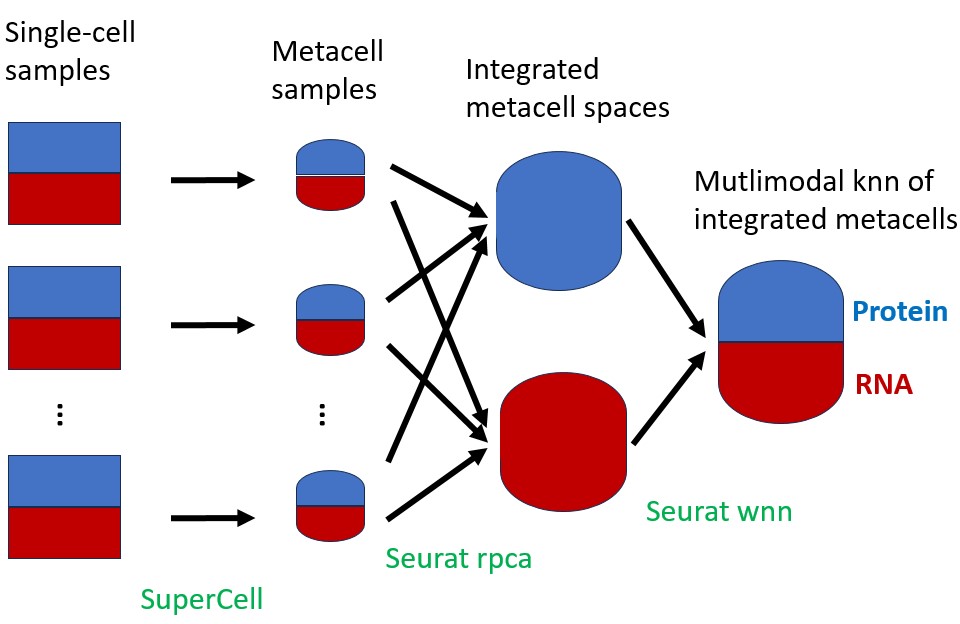 Single-cell
samples
Metacell
samples
Integrated
metacell spaces
Mutlimodal knn of
integrated metacells
Protein
RNA
Seurat wnn
Seurat rpca
SuperCell